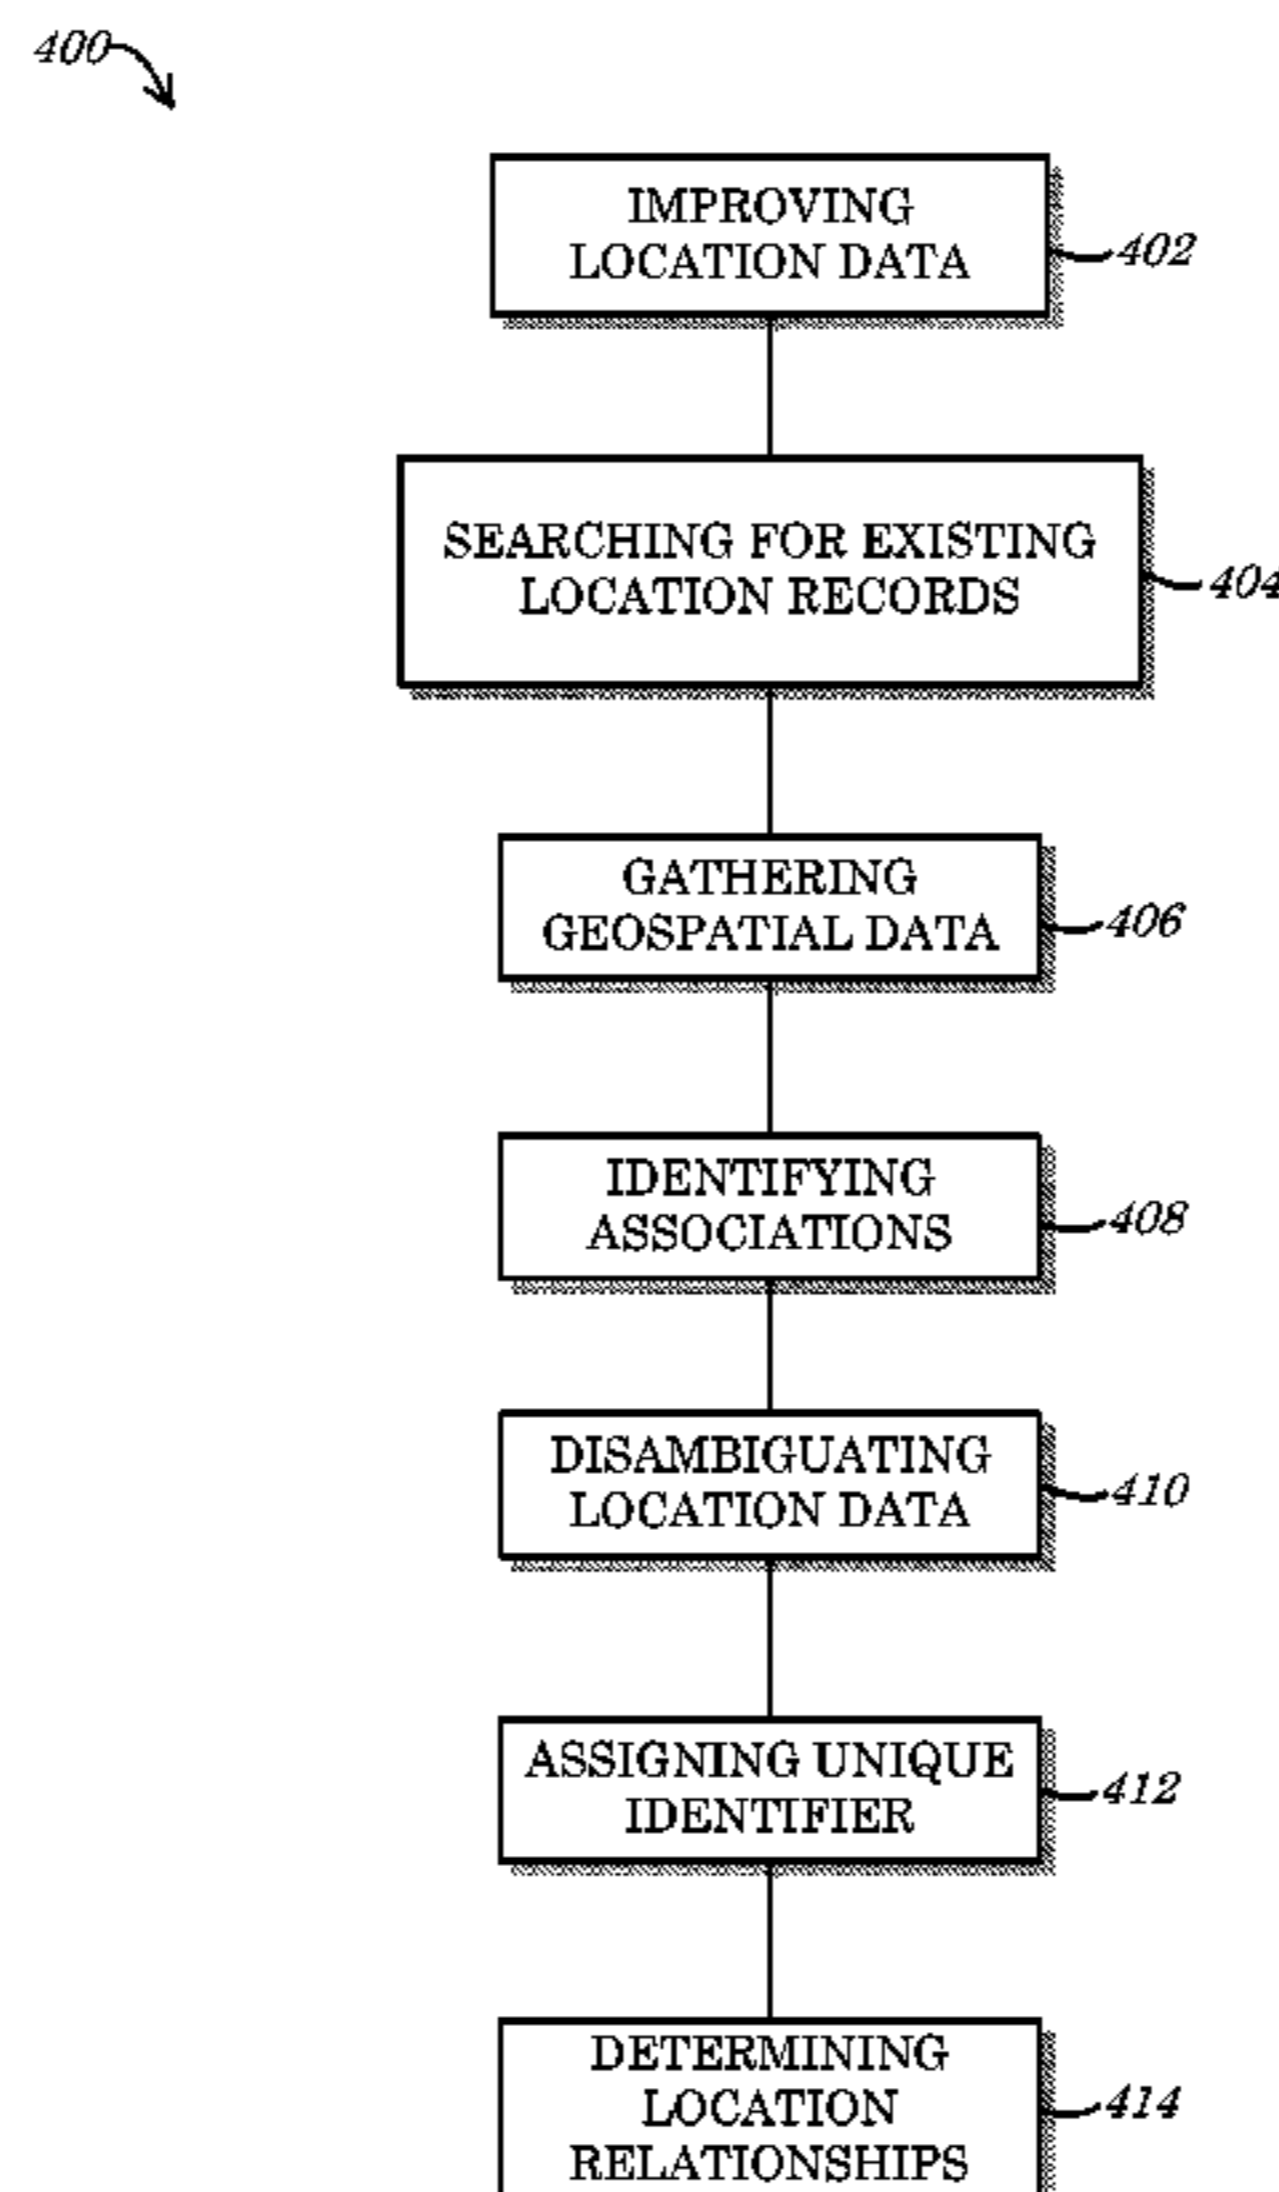 400
IMPROVING
LOCATION DATA
402
SEARCHING FOR EXISTING
LOCATION RECORDS
404
GATHERING
GEOSPATIAL DATA
406
IDENTIFYING
ASSOCIATIONS
408
DISAMBIGUATING
LOCATION DATA
410
ASSIGNING UNIQUE
IDENTIFIER
412
DETERMINING
LOCATION
RELATIONSHIPS
414